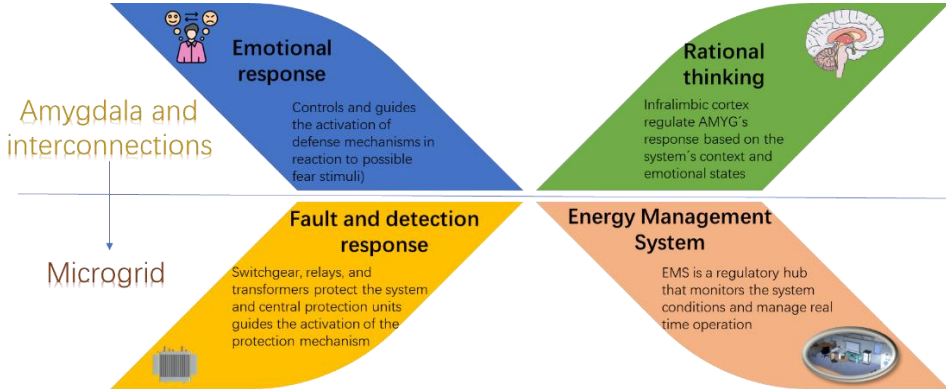 Emotional
response
Controls and guides
the activation of
defense mechanisms in
reaction to possible
fear stimuli)
Rational
thinking
Infralimbic cortex
regulate AMYG´s
response based on the
system´s context and
emotional states
Amygdala and
interconnections
Microgrid
Fault and detection
response
Switchgear, relays, and
transformers protect the system
and central protection units
guides the activation of the
protection mechanism
Energy Management
System
EMS is a regulatory hub
that monitors the system
conditions and manage real
time operation